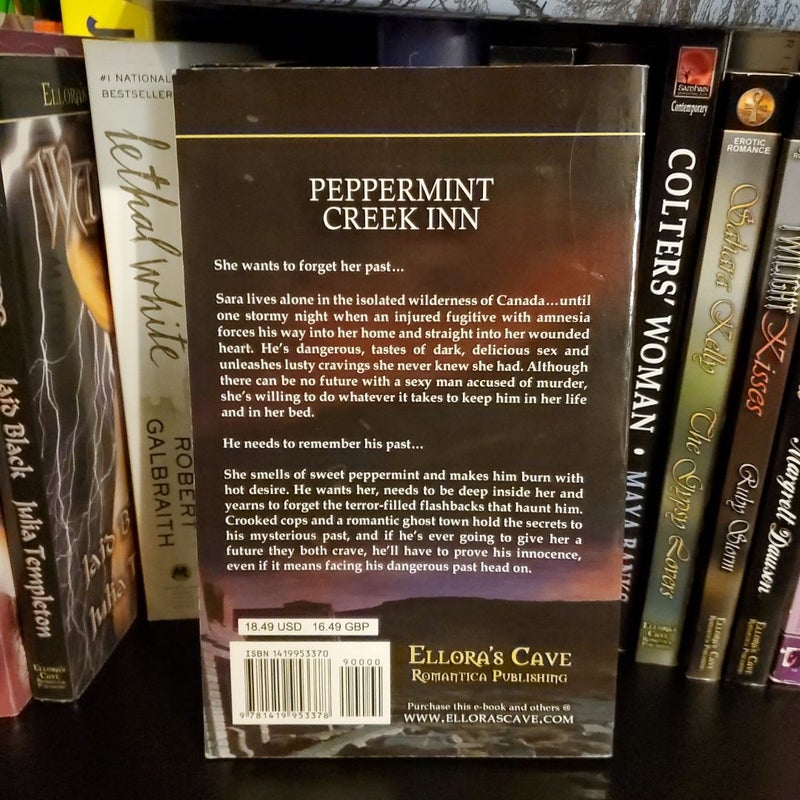 PEPPERMINT
CREEK INN
She wants to forget her past...
Sara lives alone in the isolated wilderness of Canada...until
one stormy night when an injured fugitive with amnesia
forces his way into her home and straight into her wounded
heart. He's dangerous, tastes of dark, delicious sex and
unleashes lusty cravings she never knew she had. Although
there can be no future with a sexy man accused of murder,
she's willing to do whatever it takes to keep him in her life
and in her bed.
He needs to remember his past...
She smells of sweet peppermint and makes him burn with
hot desire. He wants her, needs to be deep inside her and
yearns to forget the terror-filled flashbacks that haunt him.
Crooked cops and a romantic ghost town hold the secrets to
his mysterious past, and if he's ever going to give her a
future they both crave, he'll have to prove his innocence,
even if it means facing his dangerous past head on.
18.49 USD 16.49 GBP
ISBN 1419953370
90000
9 781419 953378
ELLORA'S CAVE
ROMANTICA PUBLISHING
Purchase this e-book and others @
WWW.ELLORASCAVE.COM
Jaid Black Julia Templeton
ELLORA'S
CAVE
#1 NATIONAL
BESTSELLER
lethal white
ROBERT
GALBRAITH
SAMHAIN
Contemporary
COLTERS' WOMAN • MAYA BANKS
EROTIC
ROMANCE
Sahara Kelly The Gypsy Lovers
ELLORA'S
CAVE
Kisses Ruby Storm
ELLORA'S
CAVE
TWILIGHT
Margrett Dawson
ELLORA'S
CAVE